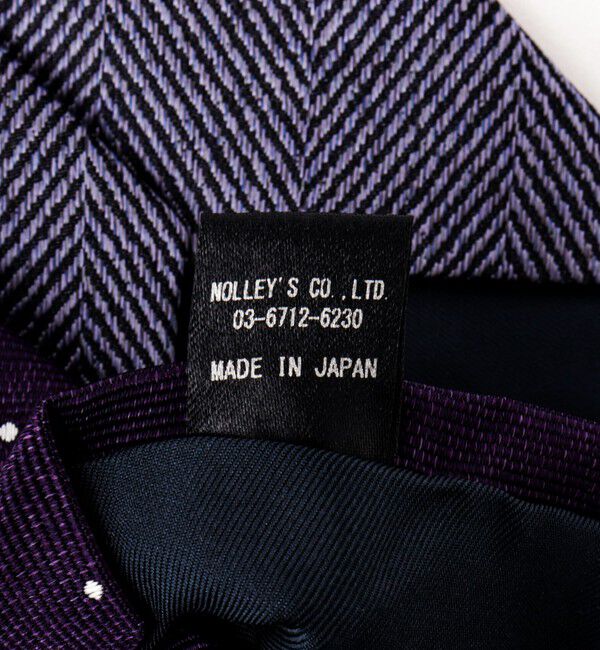 NOLLEY'S CO.,LTD.
03-6712-6230
MADE IN JAPAN